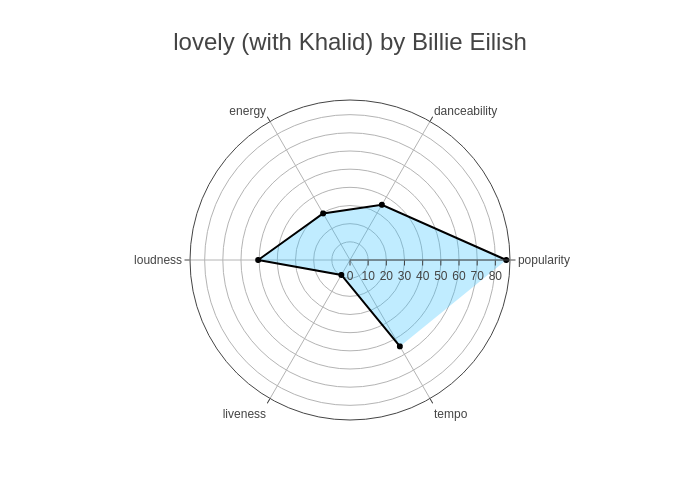 lovely (with Khalid) by Billie Eilish
energy
danceability
loudness
popularity
0 10 20 30 40 50 60 70 80
liveness
tempo